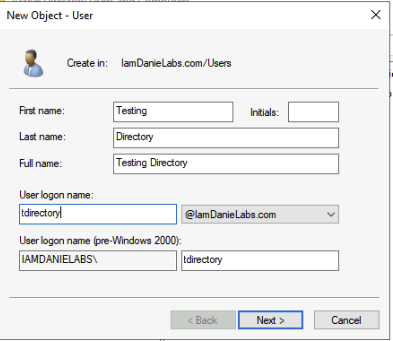 New Object - User
Create in: IamDanieLabs.com/Users
First name: Testing Initials:
Last name: Directory
Full name: Testing Directory
User logon name:
tdirectory @IamDanieLabs.com
User logon name (pre-Windows 2000):
IAMDANIELABS\ tdirectory
< Back Next > Cancel